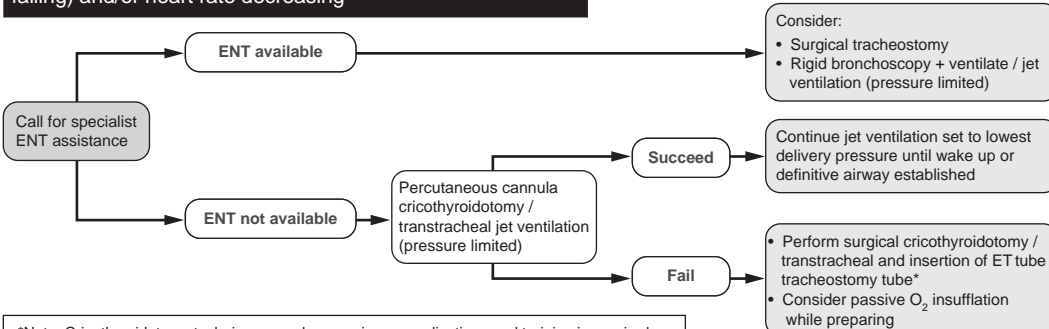 failing) and/or heart rate decreasing
ENT available
Consider:
• Surgical tracheostomy
• Rigid bronchoscopy + ventilate / jet
ventilation (pressure limited)
Call for specialist
ENT assistance
ENT not available
Percutaneous cannula
cricothyroidotomy /
transtracheal jet ventilation
(pressure limited)
Succeed
Continue jet ventilation set to lowest
delivery pressure until wake up or
definitive airway established
Fail
• Perform surgical cricothyroidotomy /
transtracheal and insertion of ET tube
tracheostomy tube*
• Consider passive O₂ insufflation
while preparing